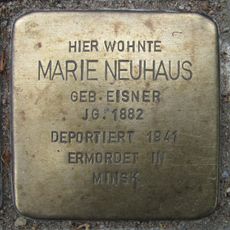 HIER WOHNTE
MARIE NEUHAUS
GEB. EISNER
JG. 1882
DEPORTIERT 1941
ERMORDET IN
MINSK